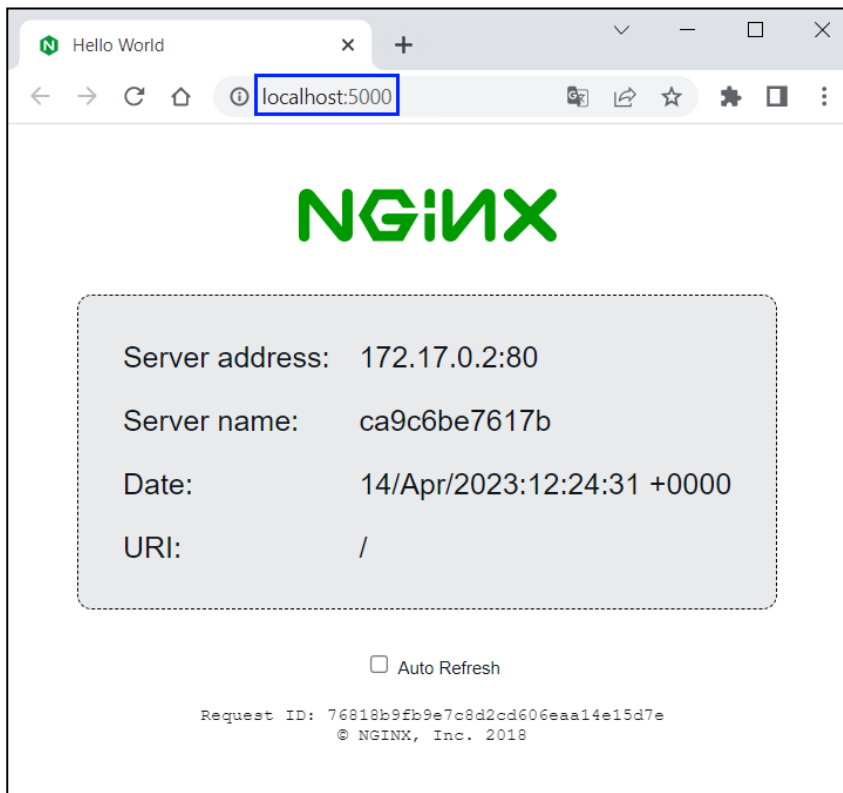 Hello World
localhost:5000
NGINX
Server address: 172.17.0.2:80
Server name: ca9c6be7617b
Date: 14/Apr/2023:12:24:31 +0000
URI: /
Auto Refresh
Request ID: 76818b9fb9e7c8d2cd606eaa14e15d7e
© NGINX, Inc. 2018